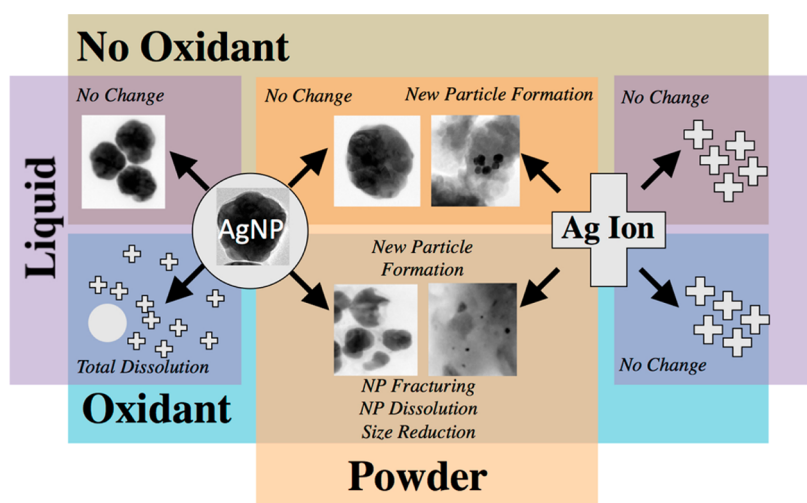 No Oxidant
No Change
No Change
New Particle Formation
No Change
Liquid
AgNP
Ag Ion
New Particle
Formation
Total Dissolution
No Change
NP Fracturing
NP Dissolution
Size Reduction
Oxidant
Powder